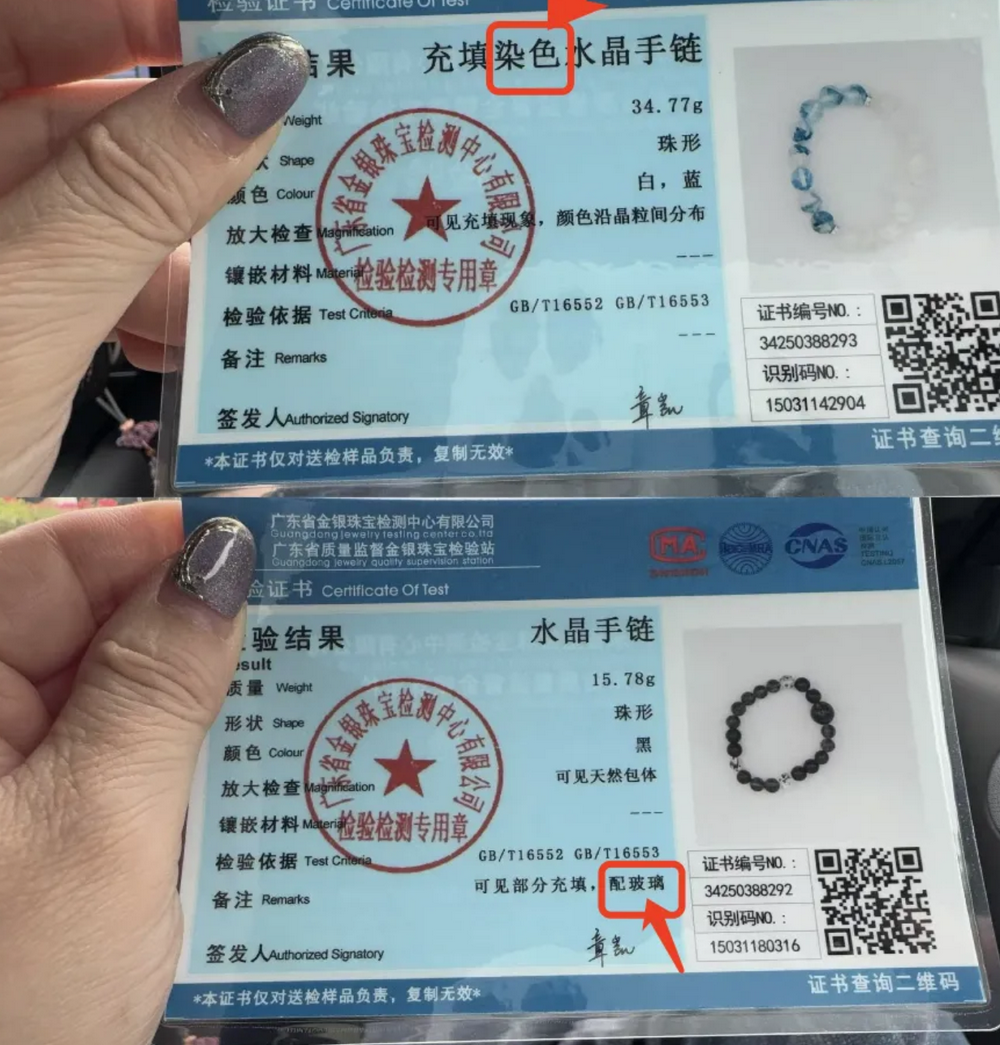 检验证书 Certificate Of Test
结果 充填染色水晶手链
Weight 34.77g
状 Shape 珠形
颜色 Colour 白，蓝
放大检查 Magnification 可见充填现象，颜色沿晶粒间分布
镶嵌材料 Material ---
检验依据 Test Criteria GB/T16552 GB/T16553
备注 Remarks ---
签发人 Authorized Signatory 章凯
广东省金银珠宝检测中心有限公司
检验检测专用章
证书编号NO.：
34250388293
识别码NO.：
15031142904
*本证书仅对送检样品负责，复制无效*
证书查询二维
广东省金银珠宝检测中心有限公司
Guangdong jewelry testing center co.,ltd
广东省质量监督金银珠宝检验站
Guangdong jewelry quality supervision station
MA
CNAS
验证书 Certificate Of Test
验结果 水晶手链
esult
质量 Weight 15.78g
形状 Shape 珠形
颜色 Colour 黑
放大检查 Magnification 可见天然包体
镶嵌材料 Material ---
检验依据 Test Criteria GB/T16552 GB/T16553
备注 Remarks 可见部分充填，配玻璃
签发人 Authorized Signatory 章凯
广东省金银珠宝检测中心有限公司
检验检测专用章
证书编号NO.：
34250388292
识别码NO.：
15031180316
*本证书仅对送检样品负责，复制无效*
证书查询二维码